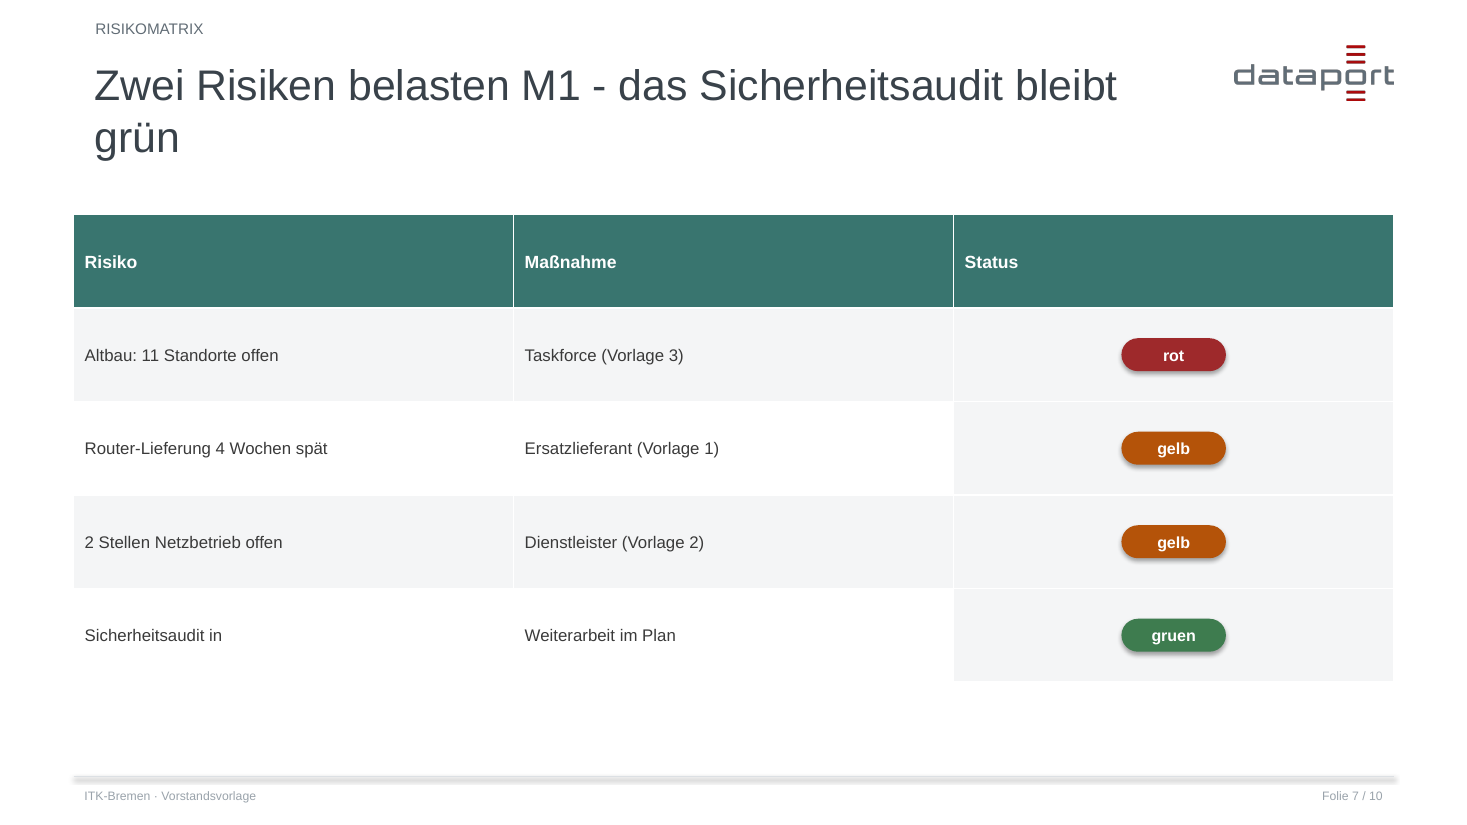 RISIKOMATRIX
Zwei Risiken belasten M1 - das Sicherheitsaudit bleibt
grün
dataport
Risiko
Maßnahme
Status
Altbau: 11 Standorte offen
Taskforce (Vorlage 3)
rot
Router-Lieferung 4 Wochen spät
Ersatzlieferant (Vorlage 1)
gelb
2 Stellen Netzbetrieb offen
Dienstleister (Vorlage 2)
gelb
Sicherheitsaudit in
Weiterarbeit im Plan
gruen
ITK-Bremen · Vorstandsvorlage
Folie 7 / 10